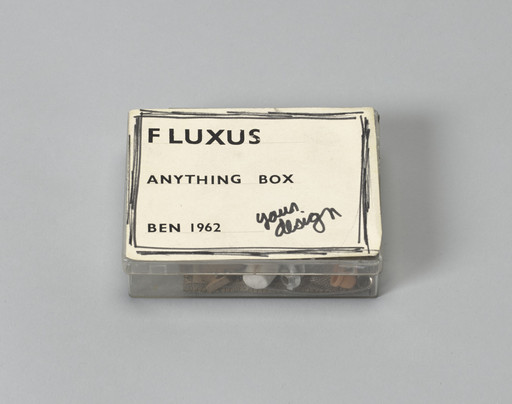 FLUXUS
ANYTHING BOX
BEN 1962
your
design